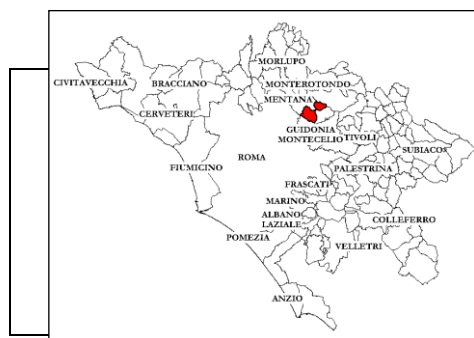 MORLUPO
CIVITAVECCHIA
BRACCIANO
MONTEROTONDO
MENTANA
CERVETERE
GUIDONIA
MONTECELIO
TIVOLI
SUBIACO
ROMA
FIUMICINO
PALESTRINA
FRASCATI
MARINO
ALBANO
LAZIALE
COLLEFERRO
POMEZIA
VELLETRI
ANZIO